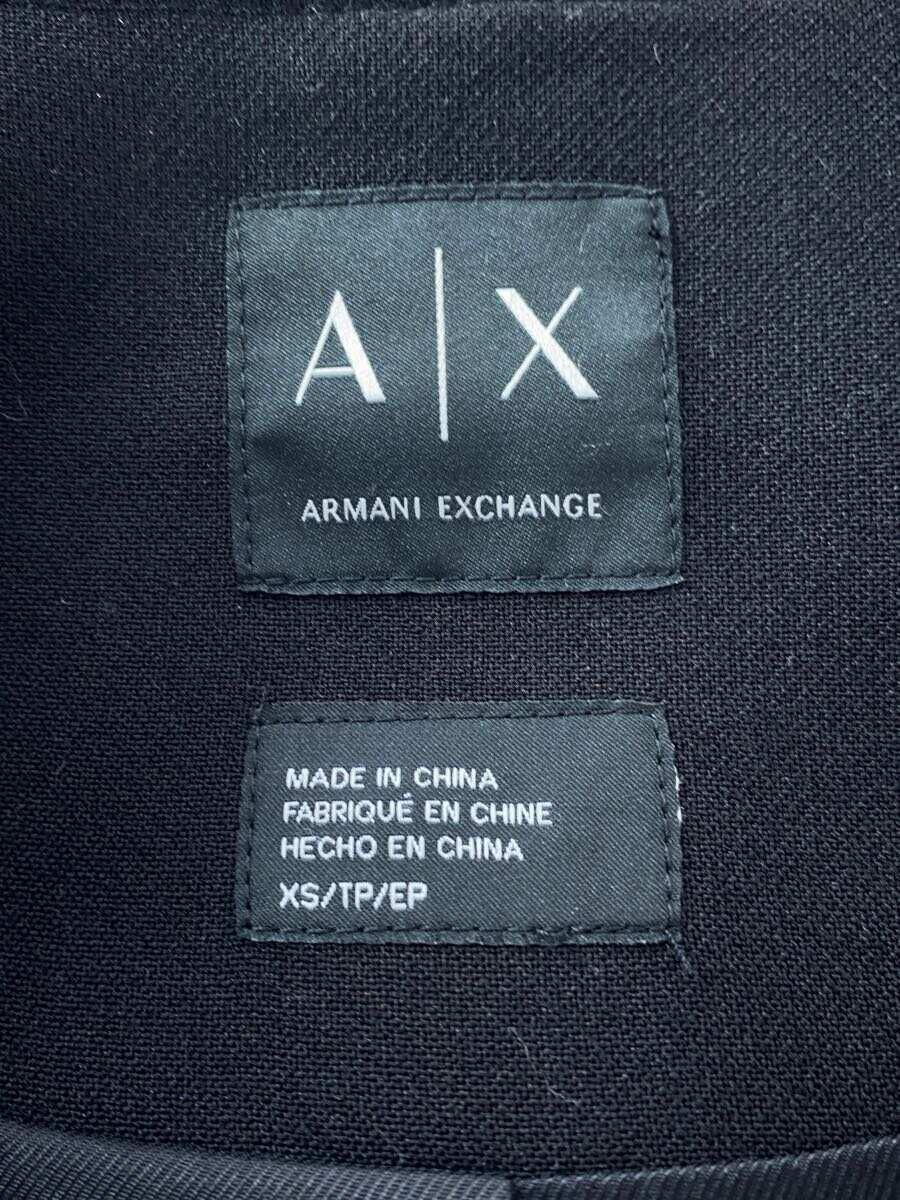 A|X
ARMANI EXCHANGE
MADE IN CHINA
FABRIQUÉ EN CHINE
HECHO EN CHINA
XS/TP/EP